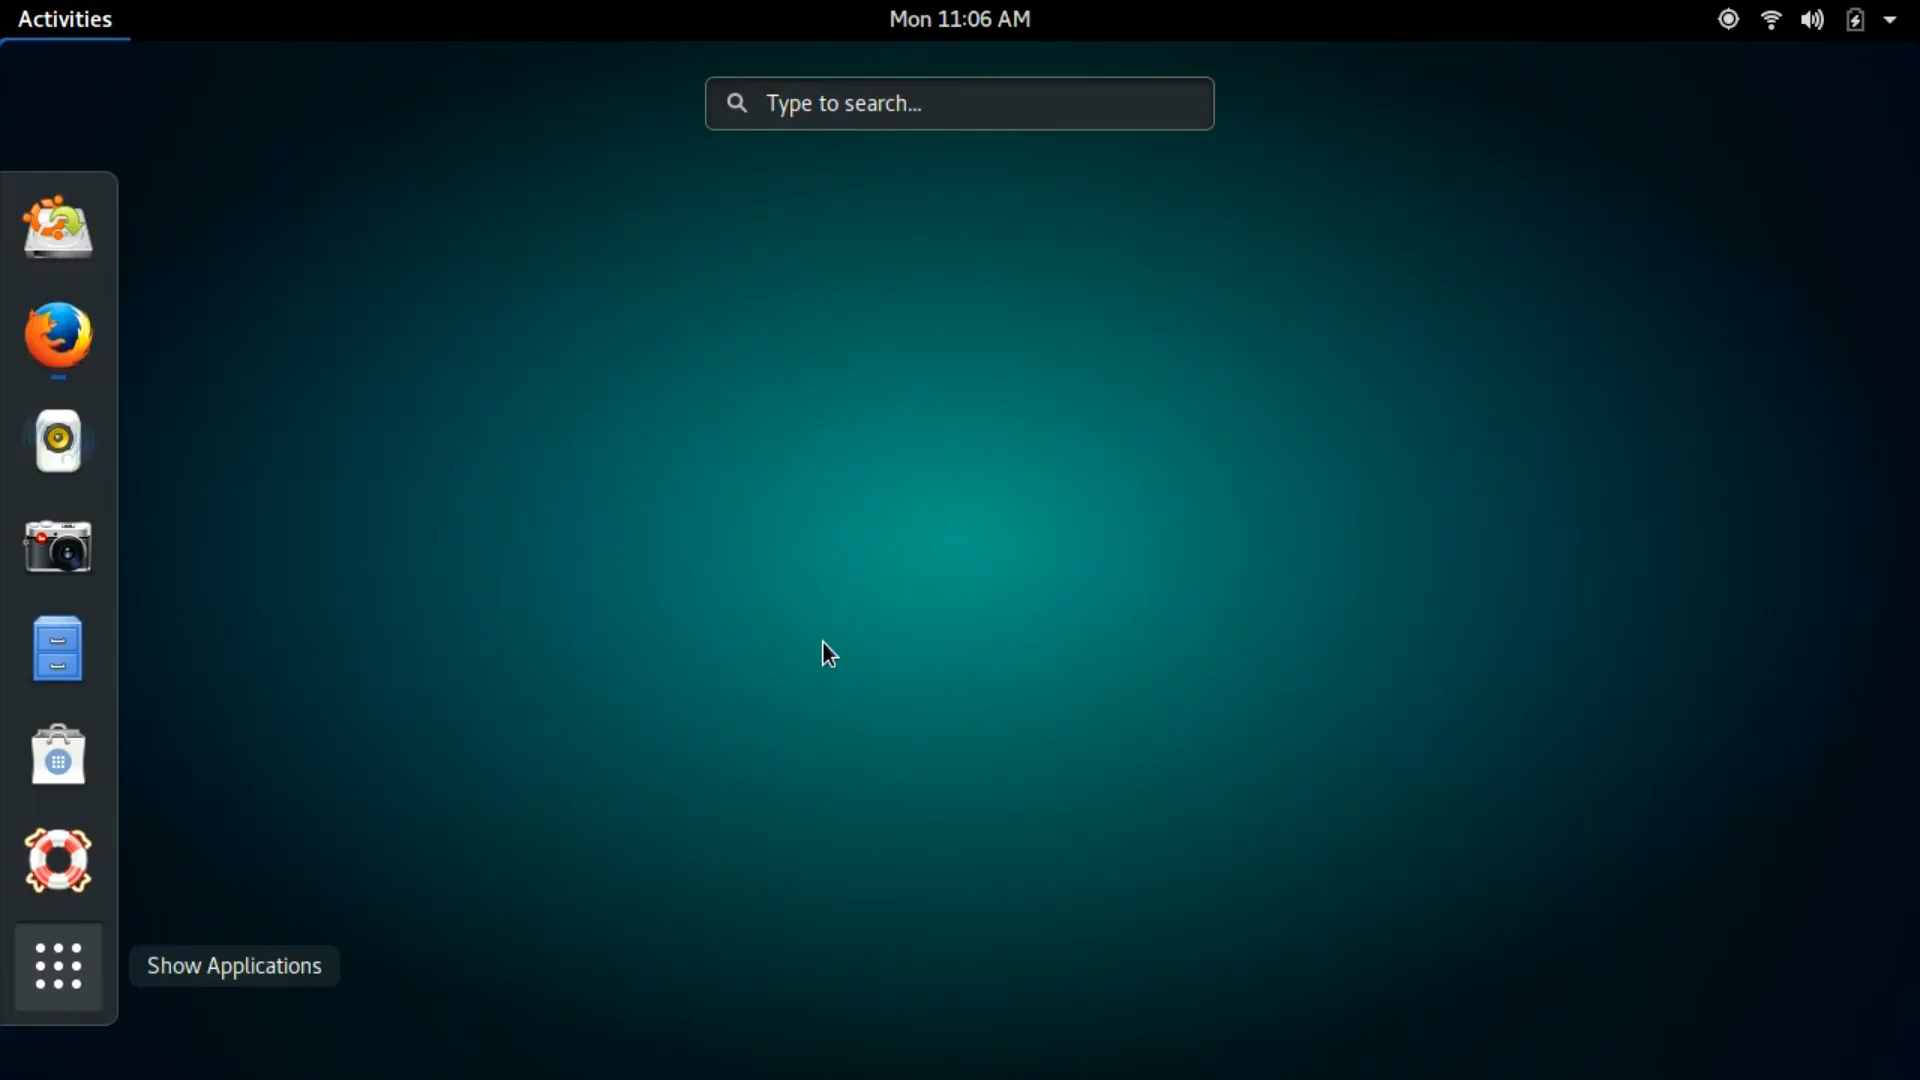 Activities
Mon 11:06 AM
Type to search...
Show Applications